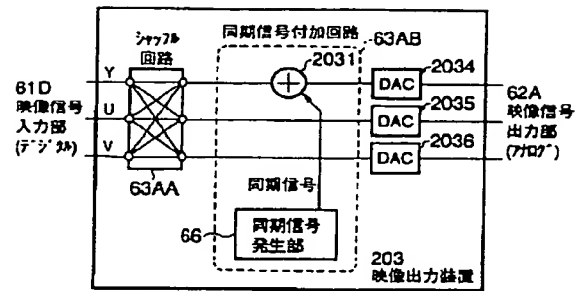 シャッフル
回路
同期信号付加回路
63AB
2031
Y
U
V
61D
映像信号
入力部
(デジタル)
63AA
DAC
2034
DAC
2035
DAC
2036
62A
映像信号
出力部
(アナログ)
同期信号
66
同期信号
発生部
203
映像出力装置